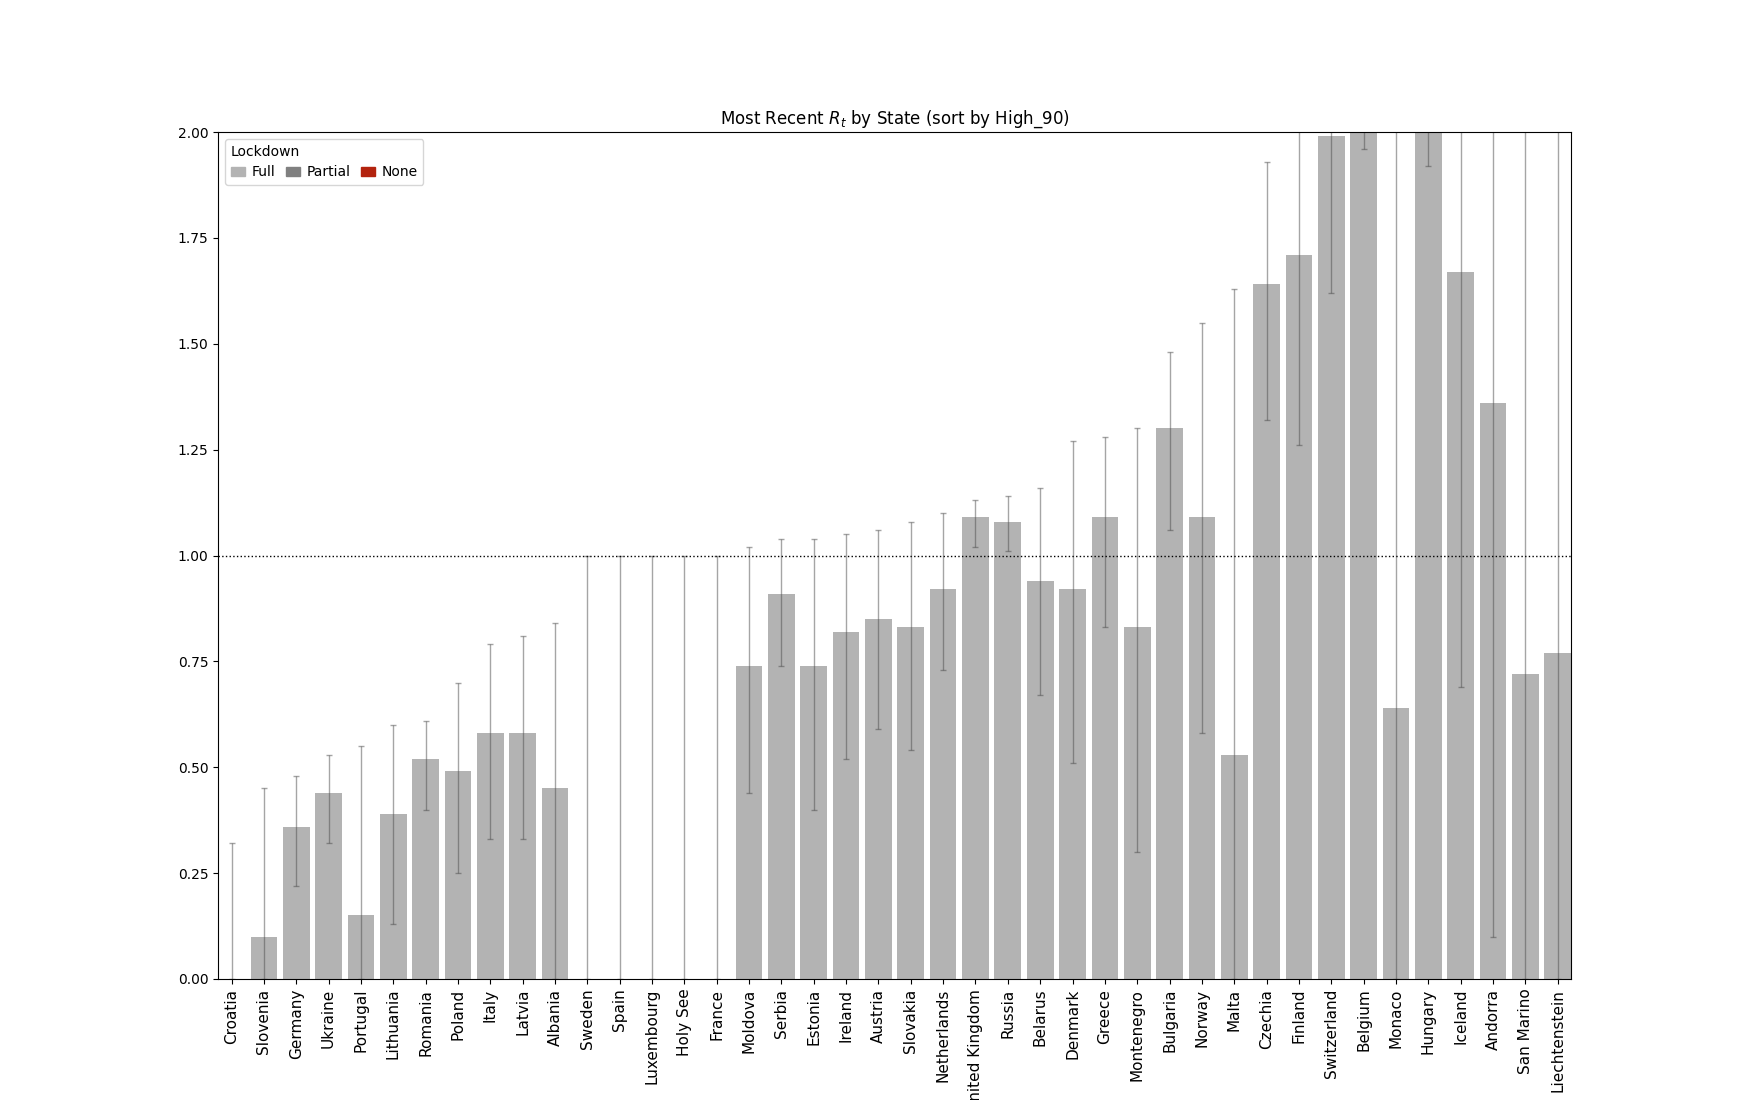 Most Recent R_t by State (sort by High_90)
Lockdown
Full Partial None
2.00
1.75
1.50
1.25
1.00
0.75
0.50
0.25
0.00
Croatia
Slovenia
Germany
Ukraine
Portugal
Lithuania
Romania
Poland
Italy
Latvia
Albania
Sweden
Spain
Luxembourg
Holy See
France
Moldova
Serbia
Estonia
Ireland
Austria
Slovakia
Netherlands
nited Kingdom
Russia
Belarus
Denmark
Greece
Montenegro
Bulgaria
Norway
Malta
Czechia
Finland
Switzerland
Belgium
Monaco
Hungary
Iceland
Andorra
San Marino
Liechtenstein